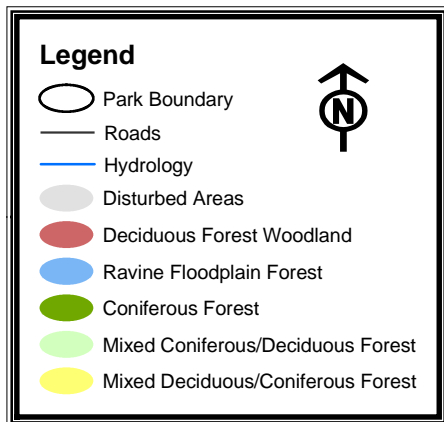 Legend
N
Park Boundary
Roads
Hydrology
Disturbed Areas
Deciduous Forest Woodland
Ravine Floodplain Forest
Coniferous Forest
Mixed Coniferous/Deciduous Forest
Mixed Deciduous/Coniferous Forest